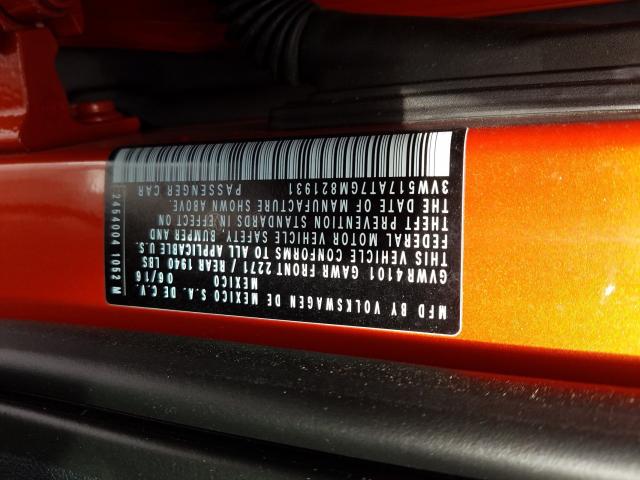 MFD BY VOLKSWAGEN DE
MEXICO S.A. DE C.V.
MEXICO 06/16
GVWR 4101 GAWR FRONT 2271 / REAR 1940 LBS
THIS VEHICLE CONFORMS TO ALL APPLICABLE U.S.
FEDERAL MOTOR VEHICLE SAFETY, BUMPER AND
THEFT PREVENTION STANDARDS IN EFFECT ON
THE DATE OF MANUFACTURE SHOWN ABOVE.
3VW517AT7GM821931 PASSENGER CAR
2454004 1052 M